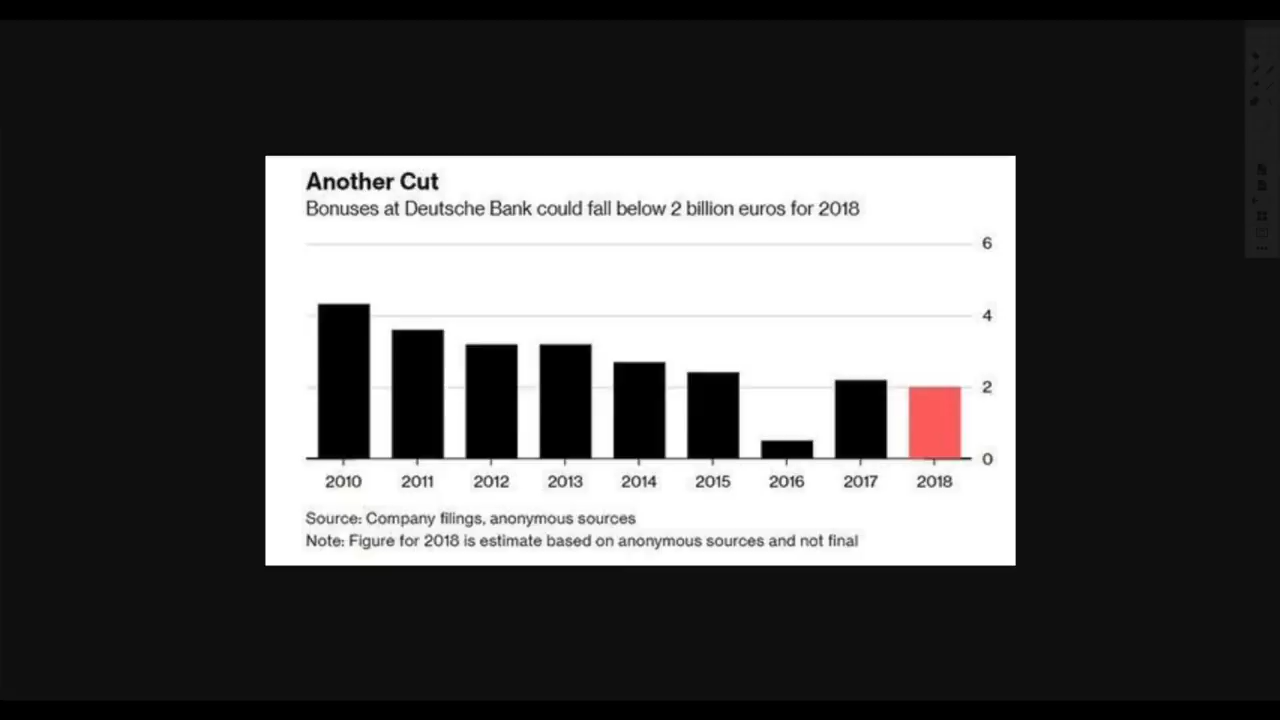 Another Cut
Bonuses at Deutsche Bank could fall below 2 billion euros for 2018
6
4
2
0
2010 2011 2012 2013 2014 2015 2016 2017 2018
Source: Company filings, anonymous sources
Note: Figure for 2018 is estimate based on anonymous sources and not final